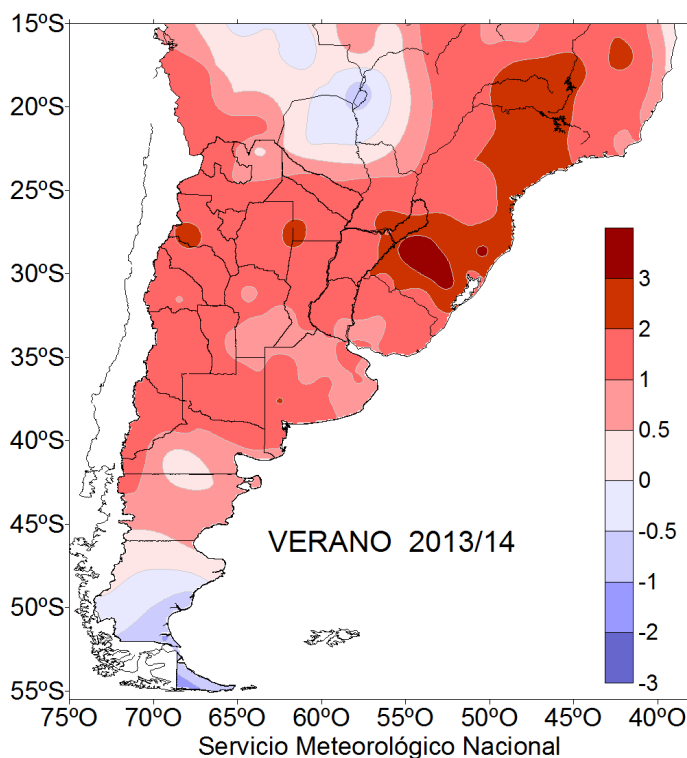 15ºS
20ºS
25ºS
30ºS
35ºS
40ºS
45ºS
50ºS
55ºS
3
2
1
0.5
0
-0.5
-1
-2
-3
VERANO 2013/14
75ºO 70ºO 65ºO 60ºO 55ºO 50ºO 45ºO 40ºO
Servicio Meteorológico Nacional